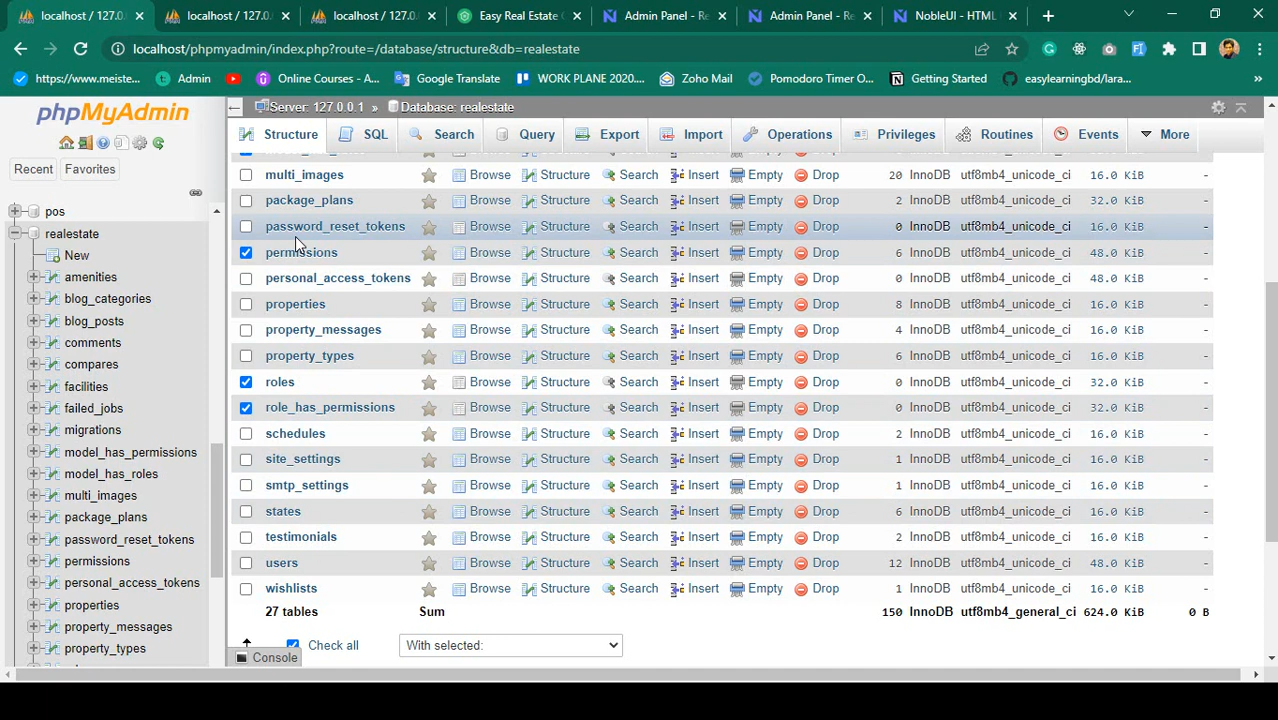 localhost / 127.0. localhost / 127.0. localhost / 127.0. Easy Real Estate Admin Panel - Re Admin Panel - Re NobleUI - HTML
localhost/phpmyadmin/index.php?route=/database/structure&db=realestate
https://www.meiste... Admin Online Courses - A... Google Translate WORK PLANE 2020.... Zoho Mail Pomodoro Timer O... Getting Started easylearningbd/lara...
phpMyAdmin
Recent Favorites
pos
realestate
New
amenities
blog_categories
blog_posts
comments
compares
facilities
failed_jobs
migrations
model_has_permissions
model_has_roles
multi_images
package_plans
password_reset_tokens
permissions
personal_access_tokens
properties
property_messages
property_types
Server: 127.0.0.1 » Database: realestate
Structure SQL Search Query Export Import Operations Privileges Routines Events More
multi_images Browse Structure Search Insert Empty Drop 20 InnoDB utf8mb4_unicode_ci 16.0 KiB -
package_plans Browse Structure Search Insert Empty Drop 2 InnoDB utf8mb4_unicode_ci 32.0 KiB -
password_reset_tokens Browse Structure Search Insert Empty Drop 0 InnoDB utf8mb4_unicode_ci 16.0 KiB -
permissions Browse Structure Search Insert Empty Drop 6 InnoDB utf8mb4_unicode_ci 48.0 KiB -
personal_access_tokens Browse Structure Search Insert Empty Drop 0 InnoDB utf8mb4_unicode_ci 48.0 KiB -
properties Browse Structure Search Insert Empty Drop 8 InnoDB utf8mb4_unicode_ci 16.0 KiB -
property_messages Browse Structure Search Insert Empty Drop 4 InnoDB utf8mb4_unicode_ci 16.0 KiB -
property_types Browse Structure Search Insert Empty Drop 6 InnoDB utf8mb4_unicode_ci 16.0 KiB -
roles Browse Structure Search Insert Empty Drop 0 InnoDB utf8mb4_unicode_ci 32.0 KiB -
role_has_permissions Browse Structure Search Insert Empty Drop 0 InnoDB utf8mb4_unicode_ci 32.0 KiB -
schedules Browse Structure Search Insert Empty Drop 2 InnoDB utf8mb4_unicode_ci 16.0 KiB -
site_settings Browse Structure Search Insert Empty Drop 1 InnoDB utf8mb4_unicode_ci 16.0 KiB -
smtp_settings Browse Structure Search Insert Empty Drop 1 InnoDB utf8mb4_unicode_ci 16.0 KiB -
states Browse Structure Search Insert Empty Drop 6 InnoDB utf8mb4_unicode_ci 16.0 KiB -
testimonials Browse Structure Search Insert Empty Drop 2 InnoDB utf8mb4_unicode_ci 16.0 KiB -
users Browse Structure Search Insert Empty Drop 12 InnoDB utf8mb4_unicode_ci 48.0 KiB -
wishlists Browse Structure Search Insert Empty Drop 1 InnoDB utf8mb4_unicode_ci 16.0 KiB -
27 tables Sum 150 InnoDB utf8mb4_general_ci 624.0 KiB 0 B
Check all With selected:
Console